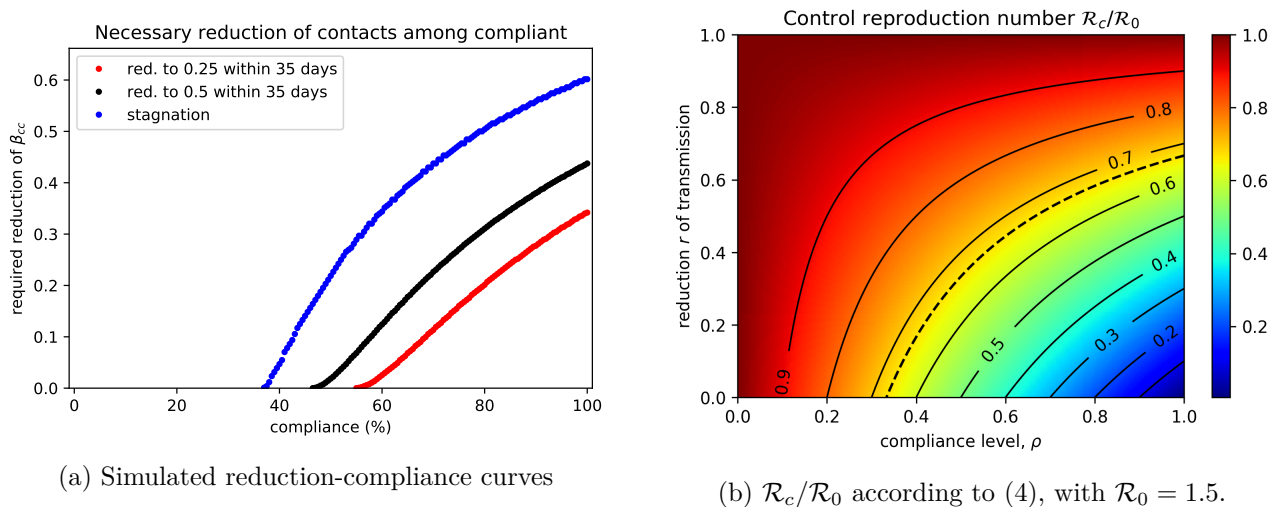 Necessary reduction of contacts among compliant
red. to 0.25 within 35 days
red. to 0.5 within 35 days
stagnation
required reduction of β_cc
0.6
0.5
0.4
0.3
0.2
0.1
0.0
0 20 40 60 80 100
compliance (%)
(a) Simulated reduction-compliance curves
Control reproduction number ℛ_c/ℛ_0
reduction r of transmission
1.0
0.8
0.6
0.4
0.2
0.0
0.8
0.7
0.6
0.4
0.5
0.3
0.2
0.9
0.0 0.2 0.4 0.6 0.8 1.0
compliance level, ρ
1.0
0.8
0.6
0.4
0.2
(b) ℛ_c/ℛ_0 according to (4), with ℛ_0 = 1.5.